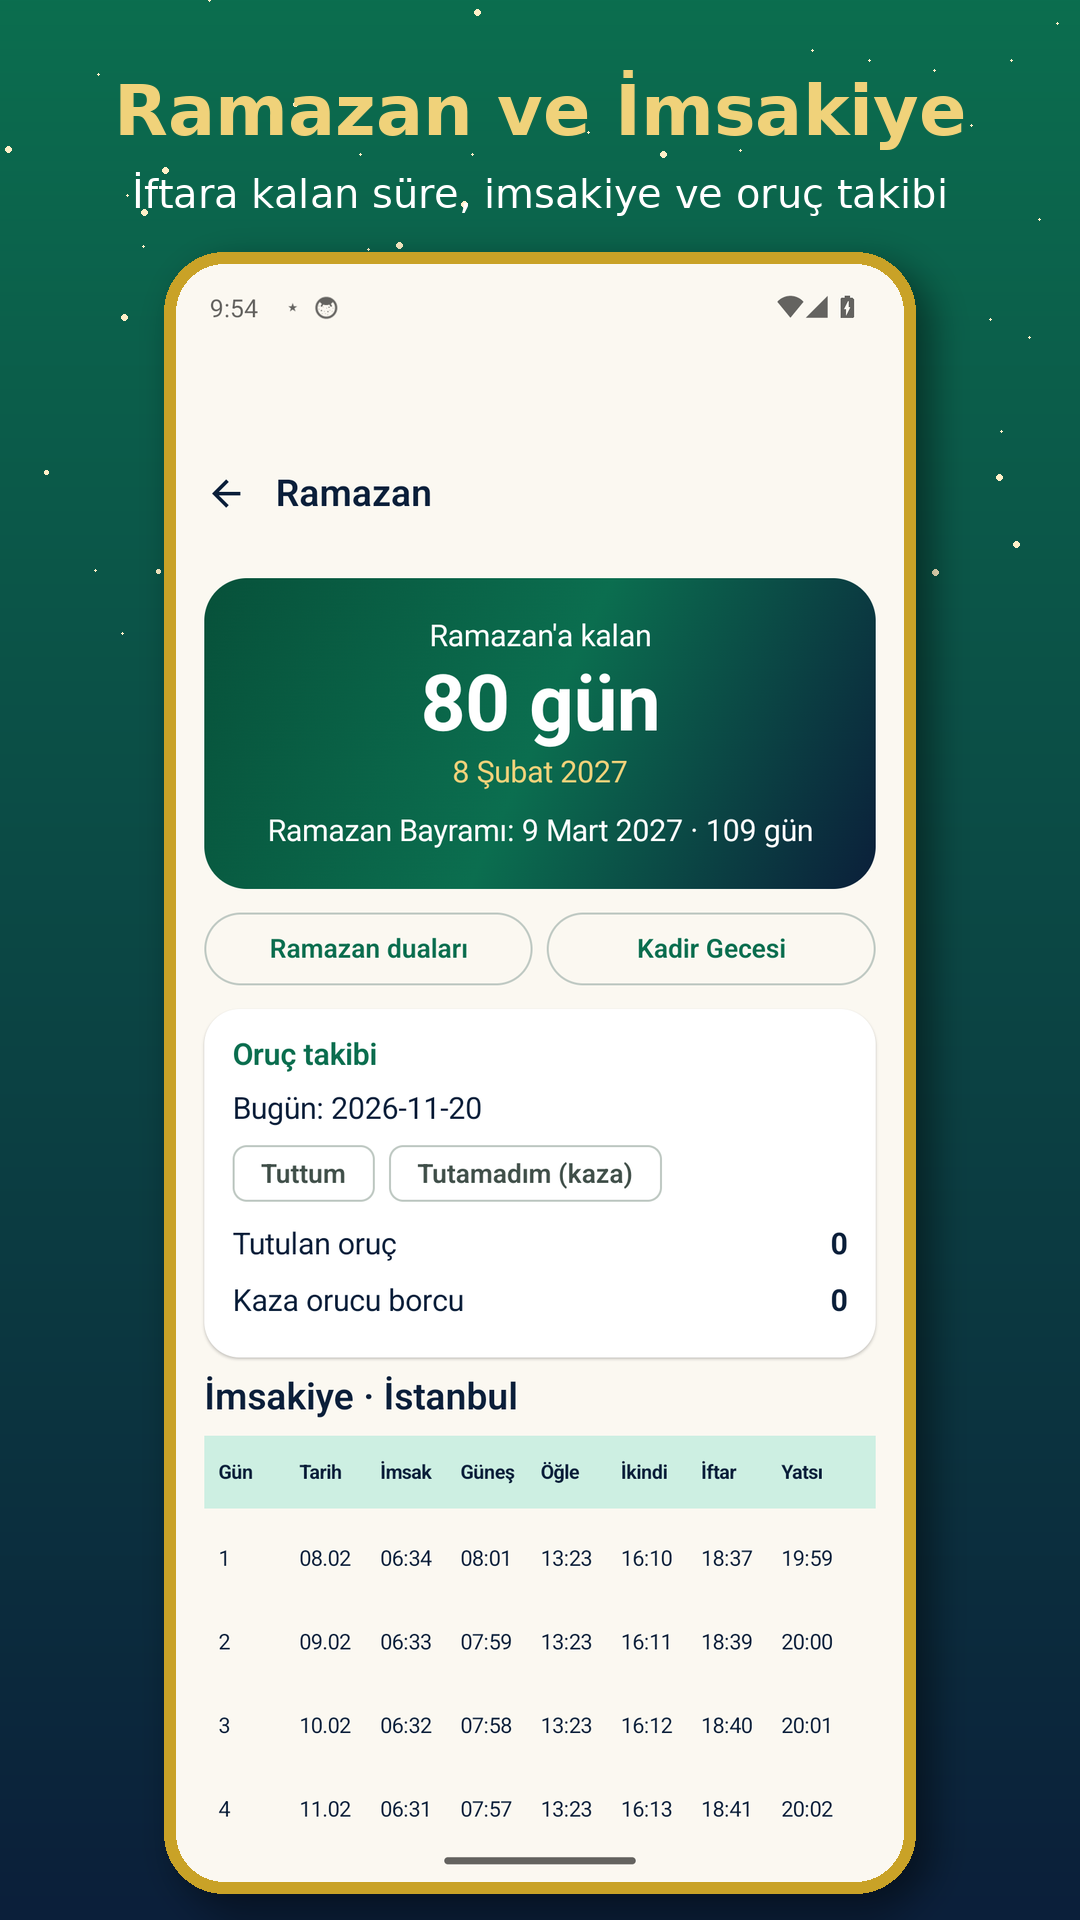 Ramazan ve İmsakiye
İftara kalan süre, imsakiye ve oruç takibi
9:54
Ramazan
Ramazan'a kalan
80 gün
8 Şubat 2027
Ramazan Bayramı: 9 Mart 2027 · 109 gün
Ramazan duaları Kadir Gecesi
Oruç takibi
Bugün: 2026-11-20
Tuttum Tutamadım (kaza)
Tutulan oruç 0
Kaza orucu borcu 0
İmsakiye · İstanbul
Gün Tarih İmsak Güneş Öğle İkindi İftar Yatsı
1 08.02 06:34 08:01 13:23 16:10 18:37 19:59
2 09.02 06:33 07:59 13:23 16:11 18:39 20:00
3 10.02 06:32 07:58 13:23 16:12 18:40 20:01
4 11.02 06:31 07:57 13:23 16:13 18:41 20:02